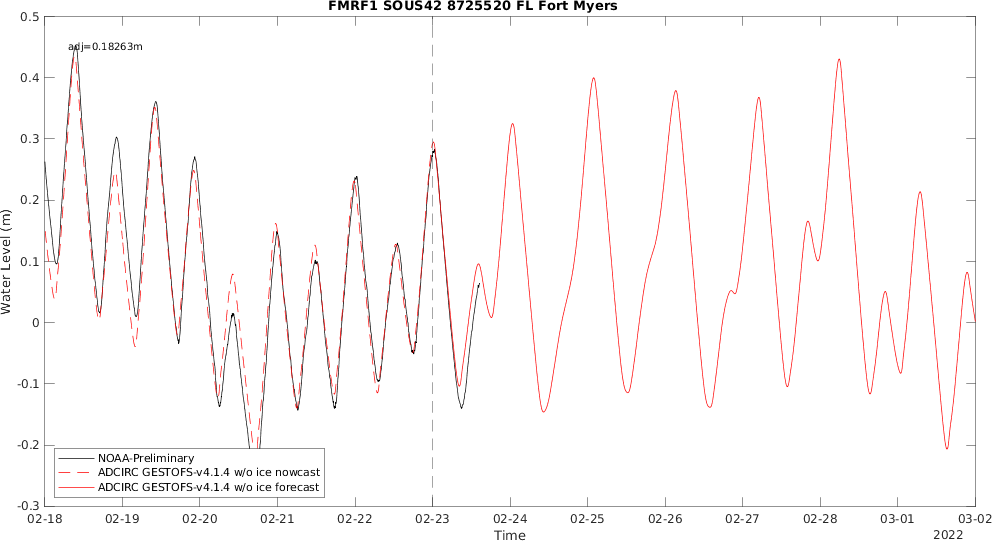 FMRF1 SOUS42 8725520 FL Fort Myers
adj=0.18263m
Water Level (m)
0.5
0.4
0.3
0.2
0.1
0
-0.1
-0.2
-0.3
NOAA-Preliminary
ADCIRC GESTOFS-v4.1.4 w/o ice nowcast
ADCIRC GESTOFS-v4.1.4 w/o ice forecast
02-18 02-19 02-20 02-21 02-22 02-23 02-24 02-25 02-26 02-27 02-28 03-01 03-02
Time
2022